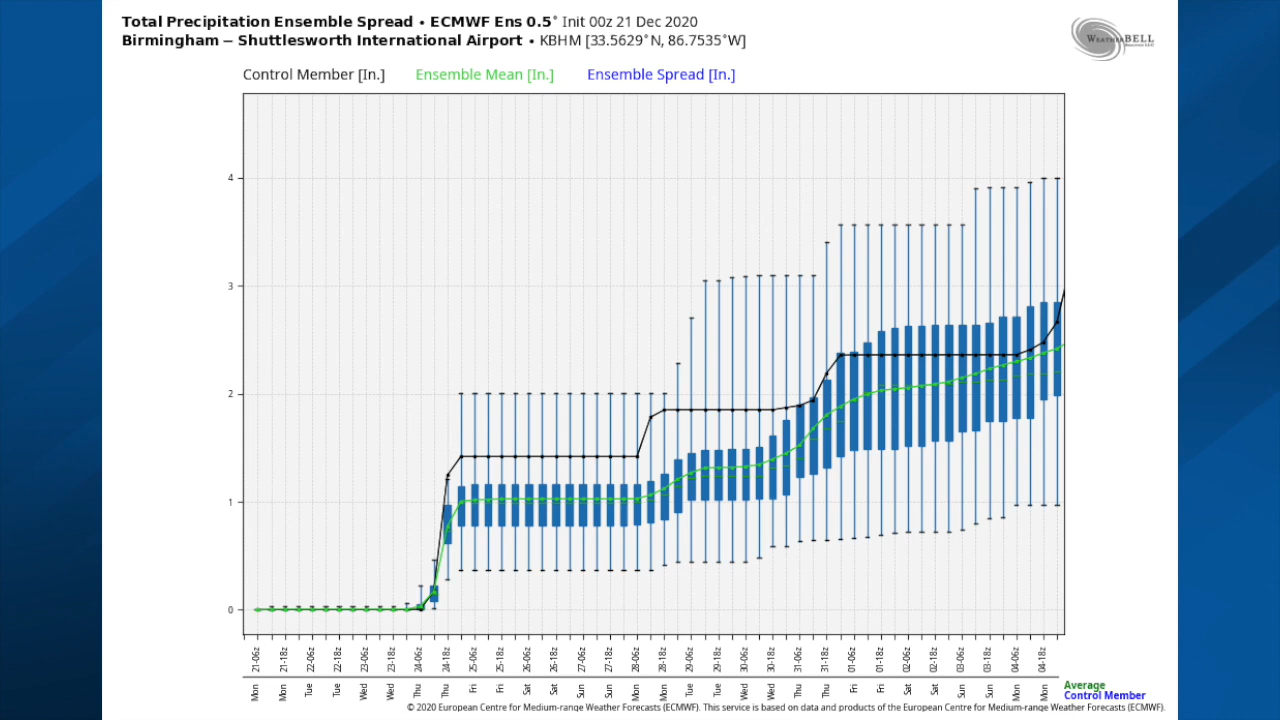 Total Precipitation Ensemble Spread • ECMWF Ens 0.5° Init 00z 21 Dec 2020
Birmingham – Shuttlesworth International Airport • KBHM [33.5629°N, 86.7535°W]
WEATHERBELL
Control Member [In.] Ensemble Mean [In.] Ensemble Spread [In.]
4
3
2
1
0
21-06z 21-18z 22-06z 22-18z 23-06z 23-18z 24-06z 24-18z 25-06z 25-18z 26-06z 26-18z 27-06z 27-18z 28-06z 28-18z 29-06z 29-18z 30-06z 30-18z 31-06z 31-18z 01-06z 01-18z 02-06z 02-18z 03-06z 03-18z 04-06z 04-18z
Mon Mon Tue Tue Wed Wed Thu Thu Fri Fri Sat Sat Sun Sun Mon Mon Tue Tue Wed Wed Thu Thu Fri Fri Sat Sat Sun Sun Mon Mon
Average
Control Member
© 2020 European Centre for Medium-range Weather Forecasts (ECMWF). This service is based on data and products of the European Centre for Medium-range Weather Forecasts (ECMWF).